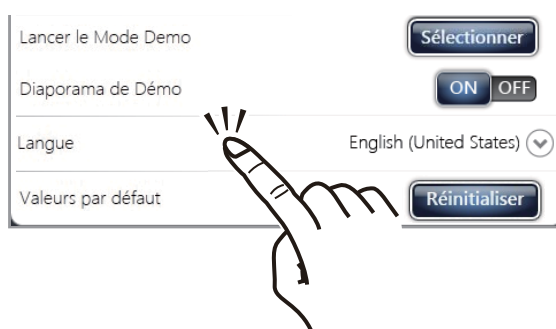 Lancer le Mode Demo Sélectionner
Diaporama de Démo ON OFF
Langue English (United States)
Valeurs par défaut Réinitialiser